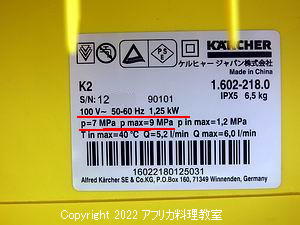 KÄRCHER
ケルヒャー ジャパン株式会社
Made in China
K2 1.602-218.0
S/N: 12 90101 IPX5 6,5 kg
100 V~ 50-60 Hz 1,25 kW
p=7 MPa p max=9 MPa p in max=1,2 MPa
T in max=40°C Q=5,2 l/min Q max=6,0 l/min
16022180125031
Alfred Kärcher SE & Co.KG, P.O.Box 160, 71349 Winnenden, Germany
Copyright 2022 アフリカ料理教室